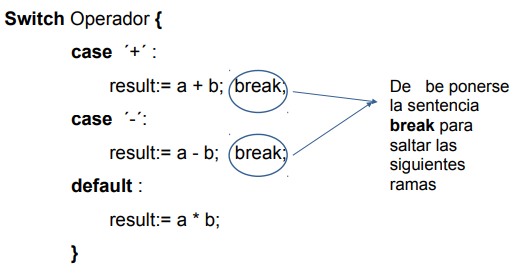 Switch Operador {
case ´+´ :
result:= a + b; break;
case ´-´:
result:= a - b; break;
default :
result:= a * b;
}
De be ponerse
la sentencia
break para
saltar las
siguientes
ramas